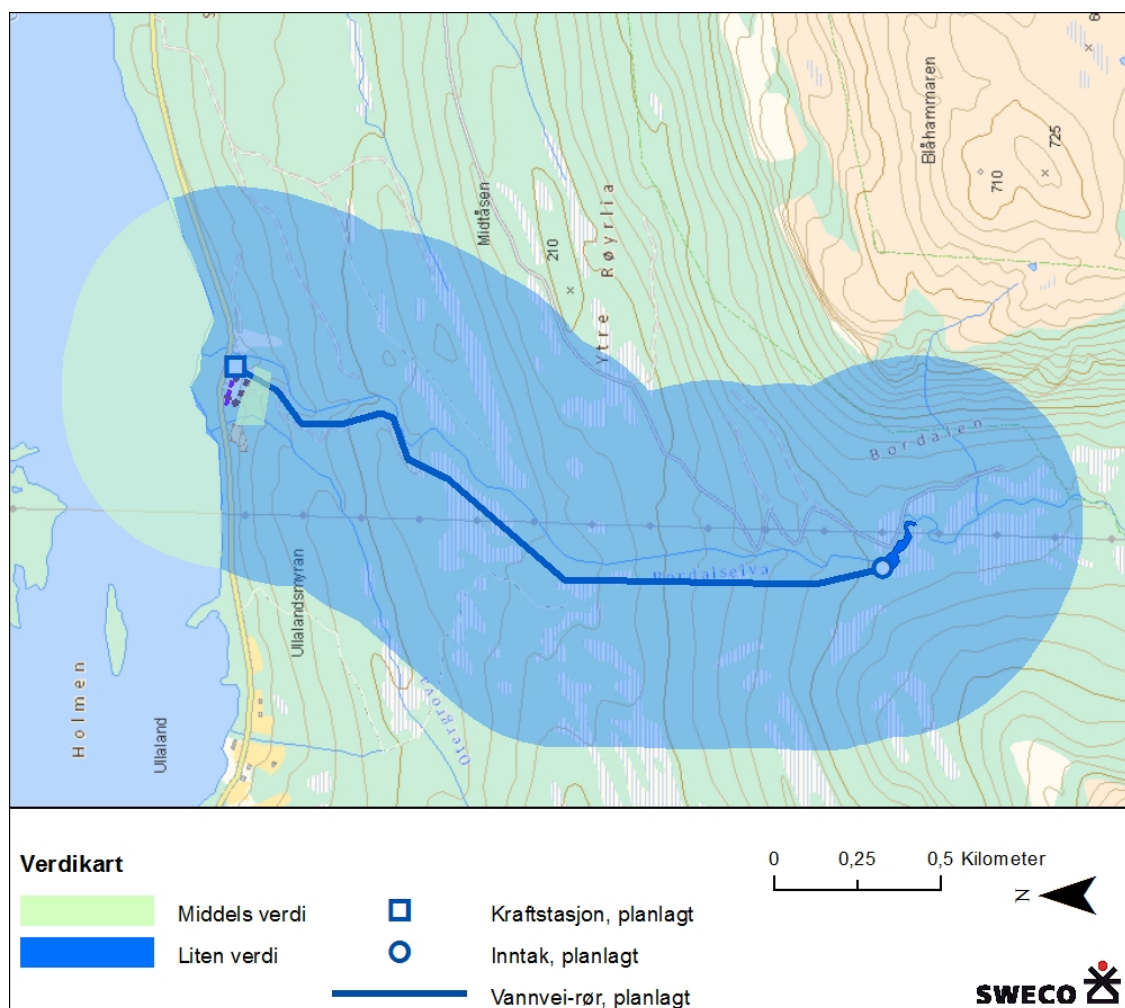 Blåhammaren
725
710
Midtåsen
210
Ytre Røyrlia
Bordalen
Bordalselva
Ullalandsmyran
Otergrova
Holmen
Ullaland
Verdikart
0 0,25 0,5 Kilometer
Middels verdi
Kraftstasjon, planlagt
N
Liten verdi
Inntak, planlagt
Vannvei-rør, planlagt
SWECO